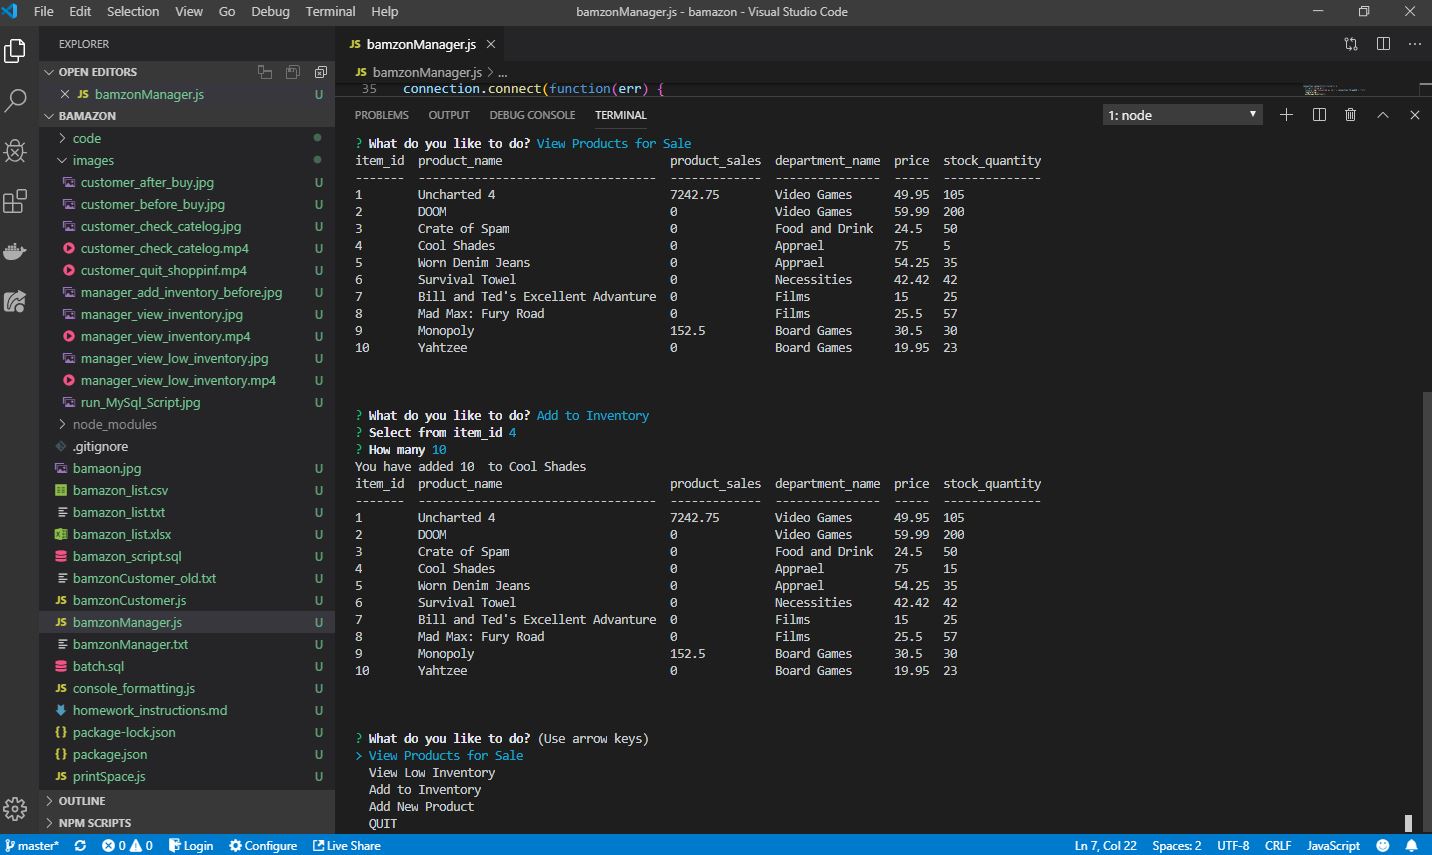 File Edit Selection View Go Debug Terminal Help
bamzonManager.js - bamazon - Visual Studio Code
EXPLORER
OPEN EDITORS
JS bamzonManager.js U
BAMAZON
code
images
customer_after_buy.jpg U
customer_before_buy.jpg U
customer_check_catelog.jpg U
customer_check_catelog.mp4 U
customer_quit_shoppinf.mp4 U
manager_add_inventory_before.jpg U
manager_view_inventory.jpg U
manager_view_inventory.mp4 U
manager_view_low_inventory.jpg U
manager_view_low_inventory.mp4 U
run_MySql_Script.jpg U
node_modules
.gitignore
bamaon.jpg U
bamazon_list.csv U
bamazon_list.txt U
bamazon_list.xlsx U
bamazon_script.sql U
bamzonCustomer_old.txt U
JS bamzonCustomer.js U
JS bamzonManager.js U
bamzonManager.txt U
batch.sql U
JS console_formatting.js U
homework_instructions.md U
{} package-lock.json U
{} package.json U
JS printSpace.js U
OUTLINE
NPM SCRIPTS
JS bamzonManager.js
JS bamzonManager.js > ...
35 connection.connect(function(err) {
PROBLEMS OUTPUT DEBUG CONSOLE TERMINAL 1: node
? What do you like to do? View Products for Sale
item_id product_name product_sales department_name price stock_quantity
------- ---------------------------------- ------------- --------------- ----- --------------
1 Uncharted 4 7242.75 Video Games 49.95 105
2 DOOM 0 Video Games 59.99 200
3 Crate of Spam 0 Food and Drink 24.5 50
4 Cool Shades 0 Apprael 75 5
5 Worn Denim Jeans 0 Apprael 54.25 35
6 Survival Towel 0 Necessities 42.42 42
7 Bill and Ted's Excellent Advanture 0 Films 15 25
8 Mad Max: Fury Road 0 Films 25.5 57
9 Monopoly 152.5 Board Games 30.5 30
10 Yahtzee 0 Board Games 19.95 23
? What do you like to do? Add to Inventory
? Select from item_id 4
? How many 10
You have added 10  to Cool Shades
item_id product_name product_sales department_name price stock_quantity
------- ---------------------------------- ------------- --------------- ----- --------------
1 Uncharted 4 7242.75 Video Games 49.95 105
2 DOOM 0 Video Games 59.99 200
3 Crate of Spam 0 Food and Drink 24.5 50
4 Cool Shades 0 Apprael 75 15
5 Worn Denim Jeans 0 Apprael 54.25 35
6 Survival Towel 0 Necessities 42.42 42
7 Bill and Ted's Excellent Advanture 0 Films 15 25
8 Mad Max: Fury Road 0 Films 25.5 57
9 Monopoly 152.5 Board Games 30.5 30
10 Yahtzee 0 Board Games 19.95 23
? What do you like to do? (Use arrow keys)
> View Products for Sale
View Low Inventory
Add to Inventory
Add New Product
QUIT
master* 0 0 Login Configure Live Share Ln 7, Col 22 Spaces: 2 UTF-8 CRLF JavaScript